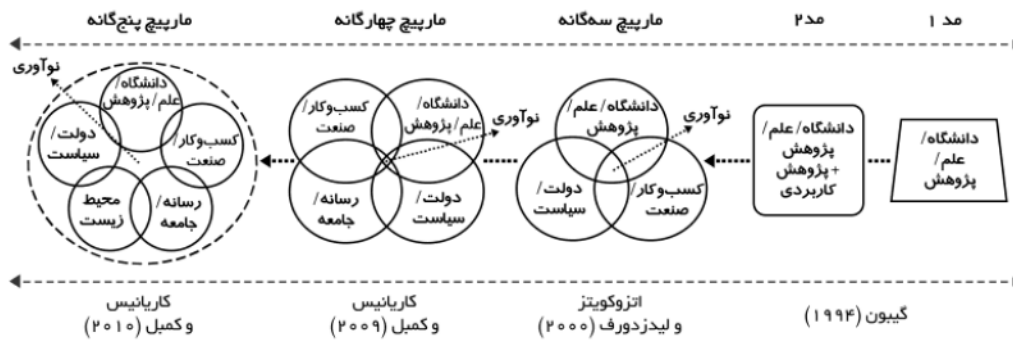 مد ۱
مد ۲
مارپیچ سه‌گانه
مارپیچ چهارگانه
مارپیچ پنج‌گانه
دانشگاه/
علم/
پژوهش
دانشگاه/علم/
پژوهش
+ پژوهش
کاربردی
نوآوری
دانشگاه/علم/
پژوهش
کسب‌وکار/
صنعت
دولت/
سیاست
نوآوری
دانشگاه/
علم/پژوهش
کسب‌وکار/
صنعت
دولت/
سیاست
رسانه/
جامعه
نوآوری
دانشگاه/
علم/پژوهش
کسب‌وکار/
صنعت
دولت/
سیاست
رسانه/
جامعه
محیط
زیست
گیبون (۱۹۹۴)
اتزوکویتز
و لیدزدورف (۲۰۰۰)
کاریانیس
و کمبل (۲۰۰۹)
کاریانیس
و کمبل (۲۰۱۰)